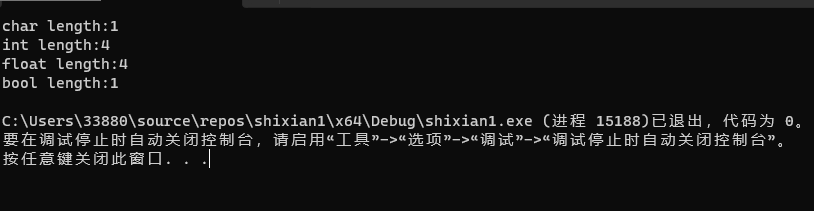 char length:1
int length:4
float length:4
bool length:1
C:\Users\33880\source\repos\shixian1\x64\Debug\shixian1.exe (进程 15188)已退出，代码为 0。
要在调试停止时自动关闭控制台，请启用“工具”->“选项”->“调试”->“调试停止时自动关闭控制台”。
按任意键关闭此窗口. . .